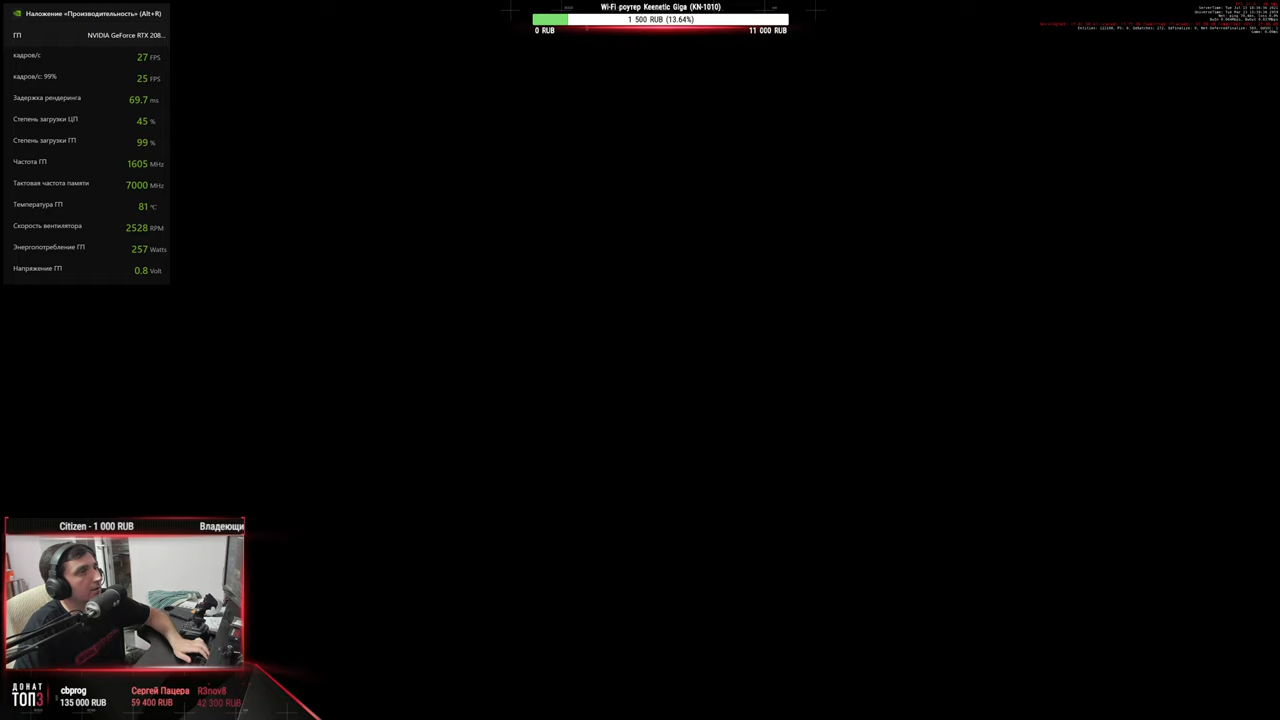 Наложение «Производительность» (Alt+R)
ГП NVIDIA GeForce RTX 208...
кадров/с 27 FPS
кадров/с: 99% 25 FPS
Задержка рендеринга 69.7 ms
Степень загрузки ЦП 45 %
Степень загрузки ГП 99 %
Частота ГП 1605 MHz
Тактовая частота памяти 7000 MHz
Температура ГП 81 °C
Скорость вентилятора 2528 RPM
Энергопотребление ГП 257 Watts
Напряжение ГП 0.8 Volt
Wi-Fi роутер Keenetic Giga (KN-1010)
1 500 RUB (13.64%)
0 RUB 11 000 RUB
Citizen - 1 000 RUB Владеющи
ДОНАТ
ТОП3
cbprog Сергей Пацера R3nov8
135 000 RUB 59 400 RUB 42 300 RUB